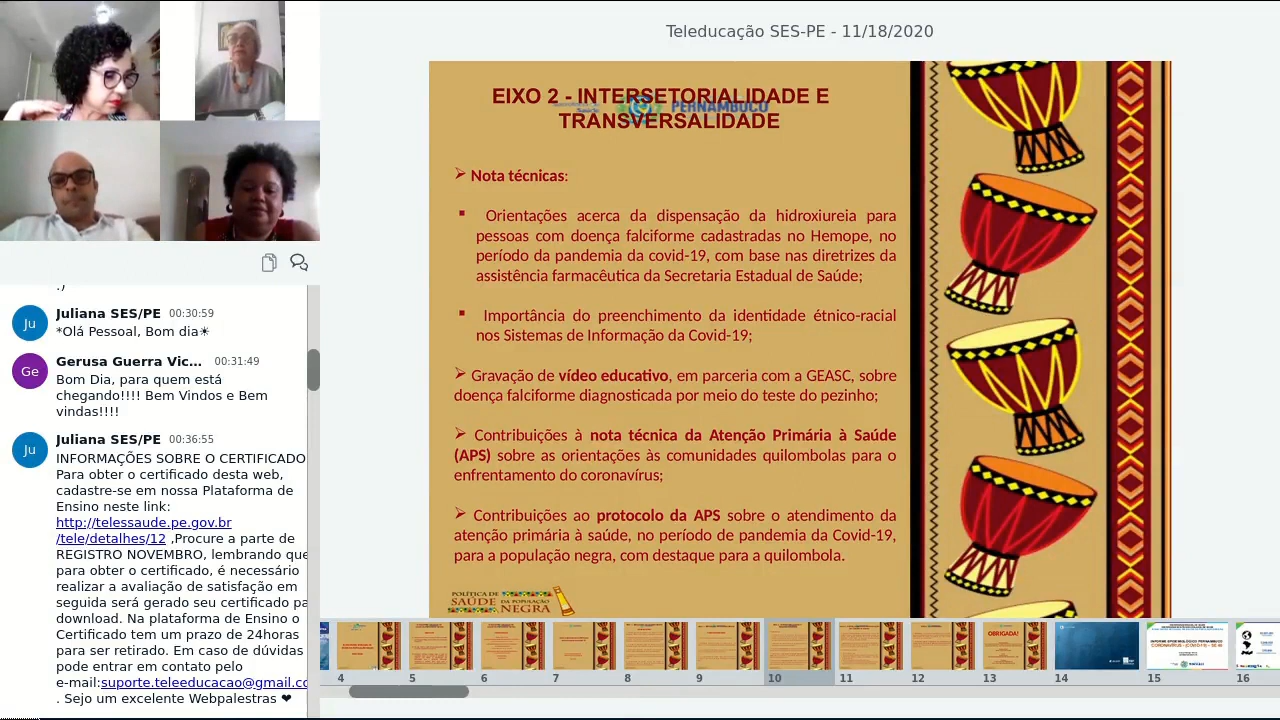 Teleducação SES-PE - 11/18/2020
:)
Juliana SES/PE 00:30:59
*Olá Pessoal, Bom dia☀
Gerusa Guerra Vic... 00:31:49
Bom Dia, para quem está
chegando!!!! Bem Vindos e Bem
vindas!!!!
Juliana SES/PE 00:36:55
INFORMAÇÕES SOBRE O CERTIFICADO
Para obter o certificado desta web,
cadastre-se em nossa Plataforma de
Ensino neste link:
http://telessaude.pe.gov.br
/tele/detalhes/12 ,Procure a parte de
REGISTRO NOVEMBRO, lembrando que
para obter o certificado, é necessário
realizar a avaliação de satisfação em
seguida será gerado seu certificado pa
download. Na plataforma de Ensino o
Certificado tem um prazo de 24horas
para ser retirado. Em caso de dúvidas
pode entrar em contato pelo
e-mail:suporte.teleeducacao@gmail.co
. Sejo um excelente Webpalestras ❤
Ju
Ge
Ju
EIXO 2 - INTERSETORIALIDADE E
TRANSVERSALIDADE
PERNAMBUCO
➢ Nota técnicas:
▪ Orientações acerca da dispensação da hidroxiureia para
pessoas com doença falciforme cadastradas no Hemope, no
período da pandemia da covid-19, com base nas diretrizes da
assistência farmacêutica da Secretaria Estadual de Saúde;
▪ Importância do preenchimento da identidade étnico-racial
nos Sistemas de Informação da Covid-19;
➢ Gravação de vídeo educativo, em parceria com a GEASC, sobre
doença falciforme diagnosticada por meio do teste do pezinho;
➢ Contribuições à nota técnica da Atenção Primária à Saúde
(APS) sobre as orientações às comunidades quilombolas para o
enfrentamento do coronavírus;
➢ Contribuições ao protocolo da APS sobre o atendimento da
atenção primária à saúde, no período de pandemia da Covid-19,
para a população negra, com destaque para a quilombola.
POLÍTICA DE
SAÚDE DA POPULAÇÃO
NEGRA
OBRIGADA!
4 5 6 7 8 9 10 11 12 13 14 15 16